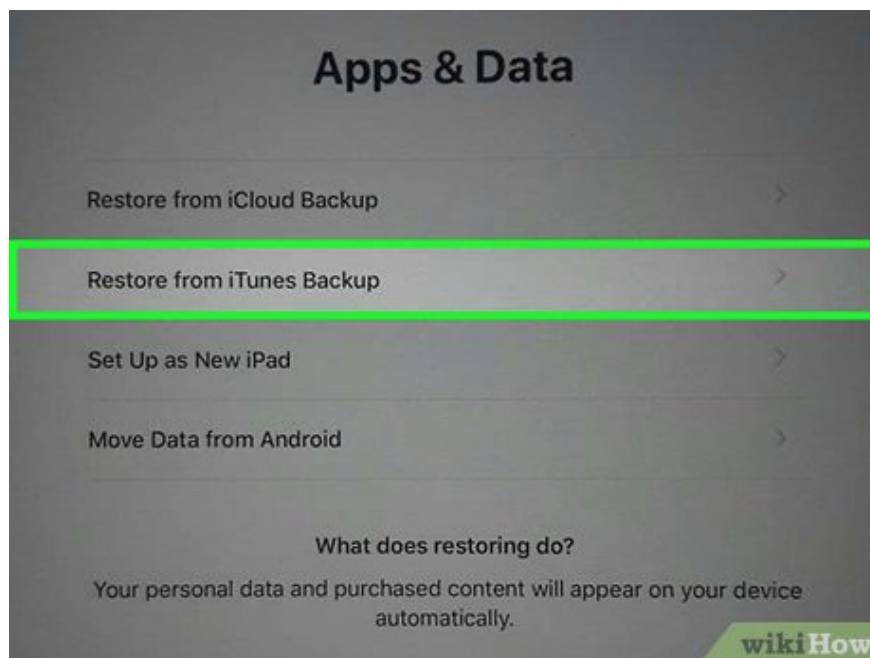 Apps & Data
Restore from iCloud Backup
Restore from iTunes Backup
Set Up as New iPad
Move Data from Android
What does restoring do?
Your personal data and purchased content will appear on your device
automatically.
wikiHow